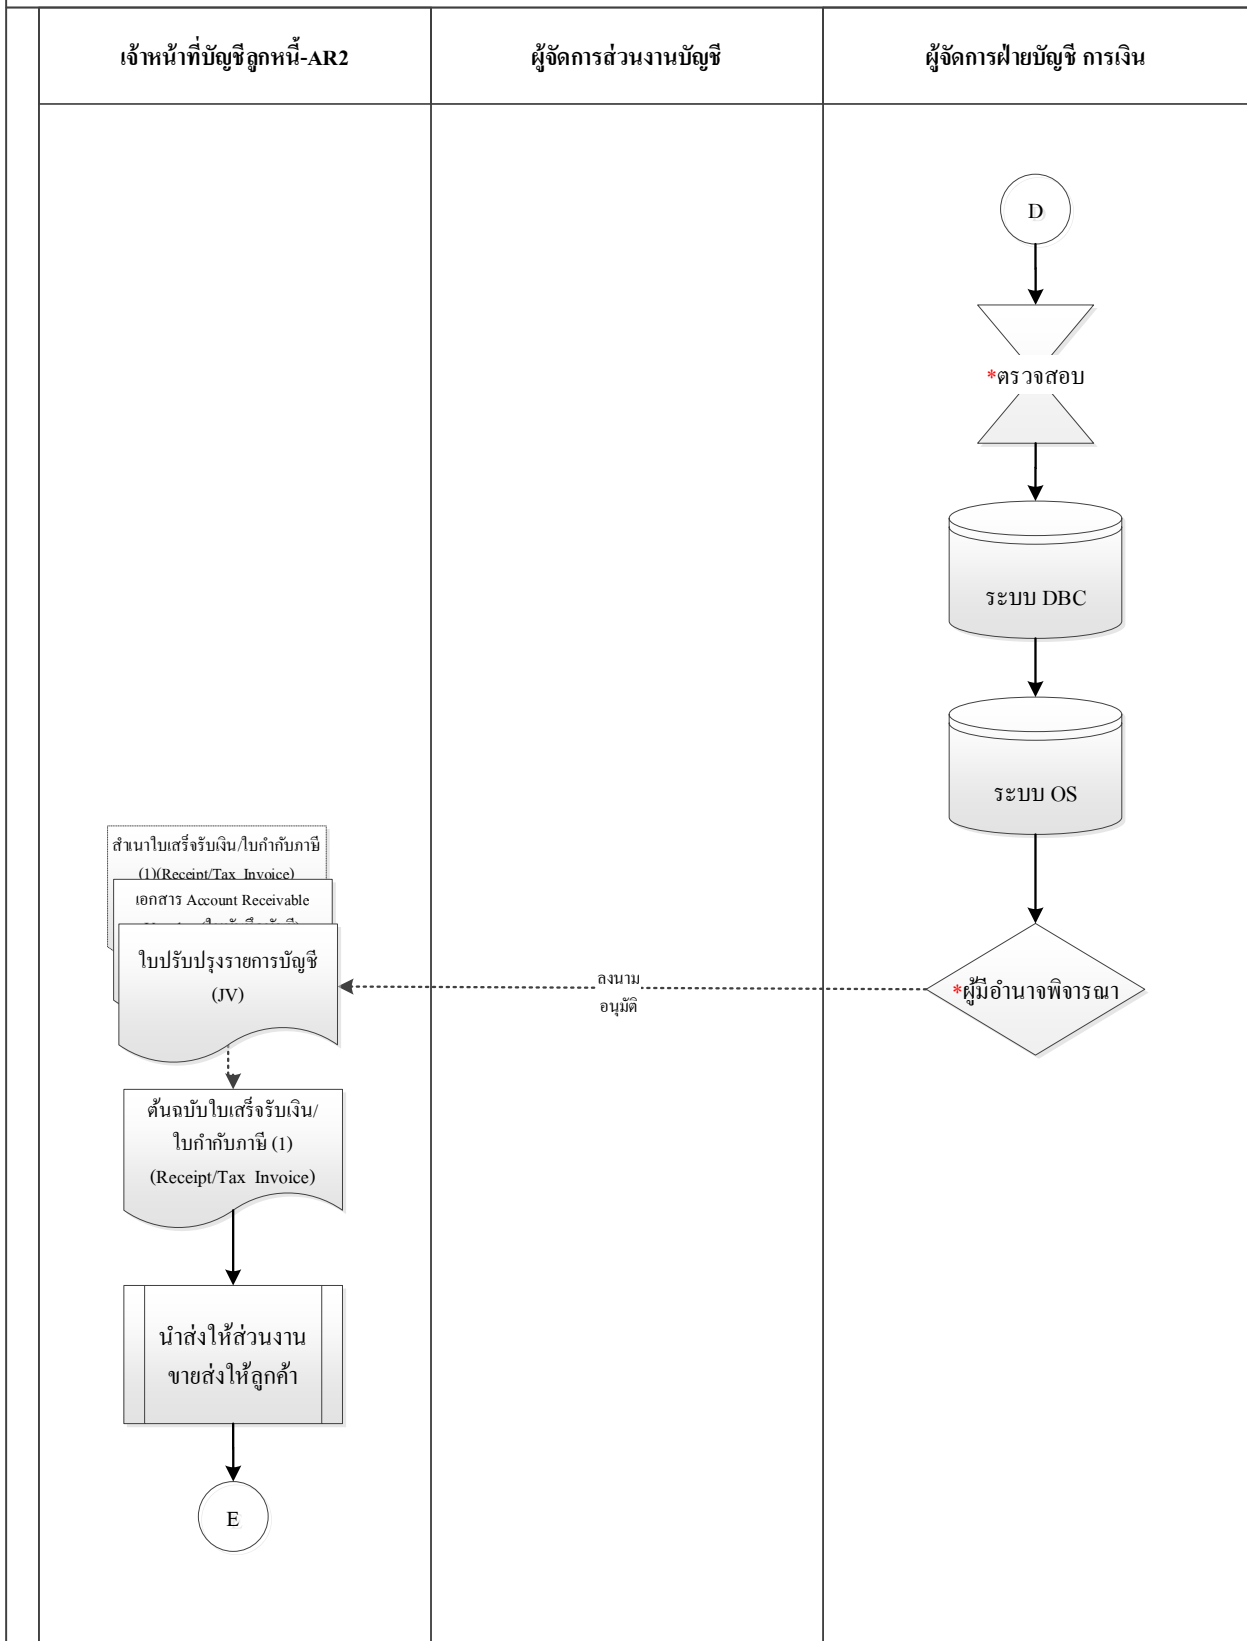 เจ้าหน้าที่บัญชีลูกหนี้-AR2
ผู้จัดการส่วนงานบัญชี
ผู้จัดการฝ่ายบัญชี การเงิน
D
*ตรวจสอบ
ระบบ DBC
ระบบ OS
*ผู้มีอำนาจพิจารณา
ลงนาม
อนุมัติ
สำเนาใบเสร็จรับเงิน/ใบกำกับภาษี
(1)(Receipt/Tax Invoice)
เอกสาร Account Receivable
ใบปรับปรุงรายการบัญชี
(JV)
ต้นฉบับใบเสร็จรับเงิน/
ใบกำกับภาษี (1)
(Receipt/Tax Invoice)
นำส่งให้ส่วนงาน
ขายส่งให้ลูกค้า
E